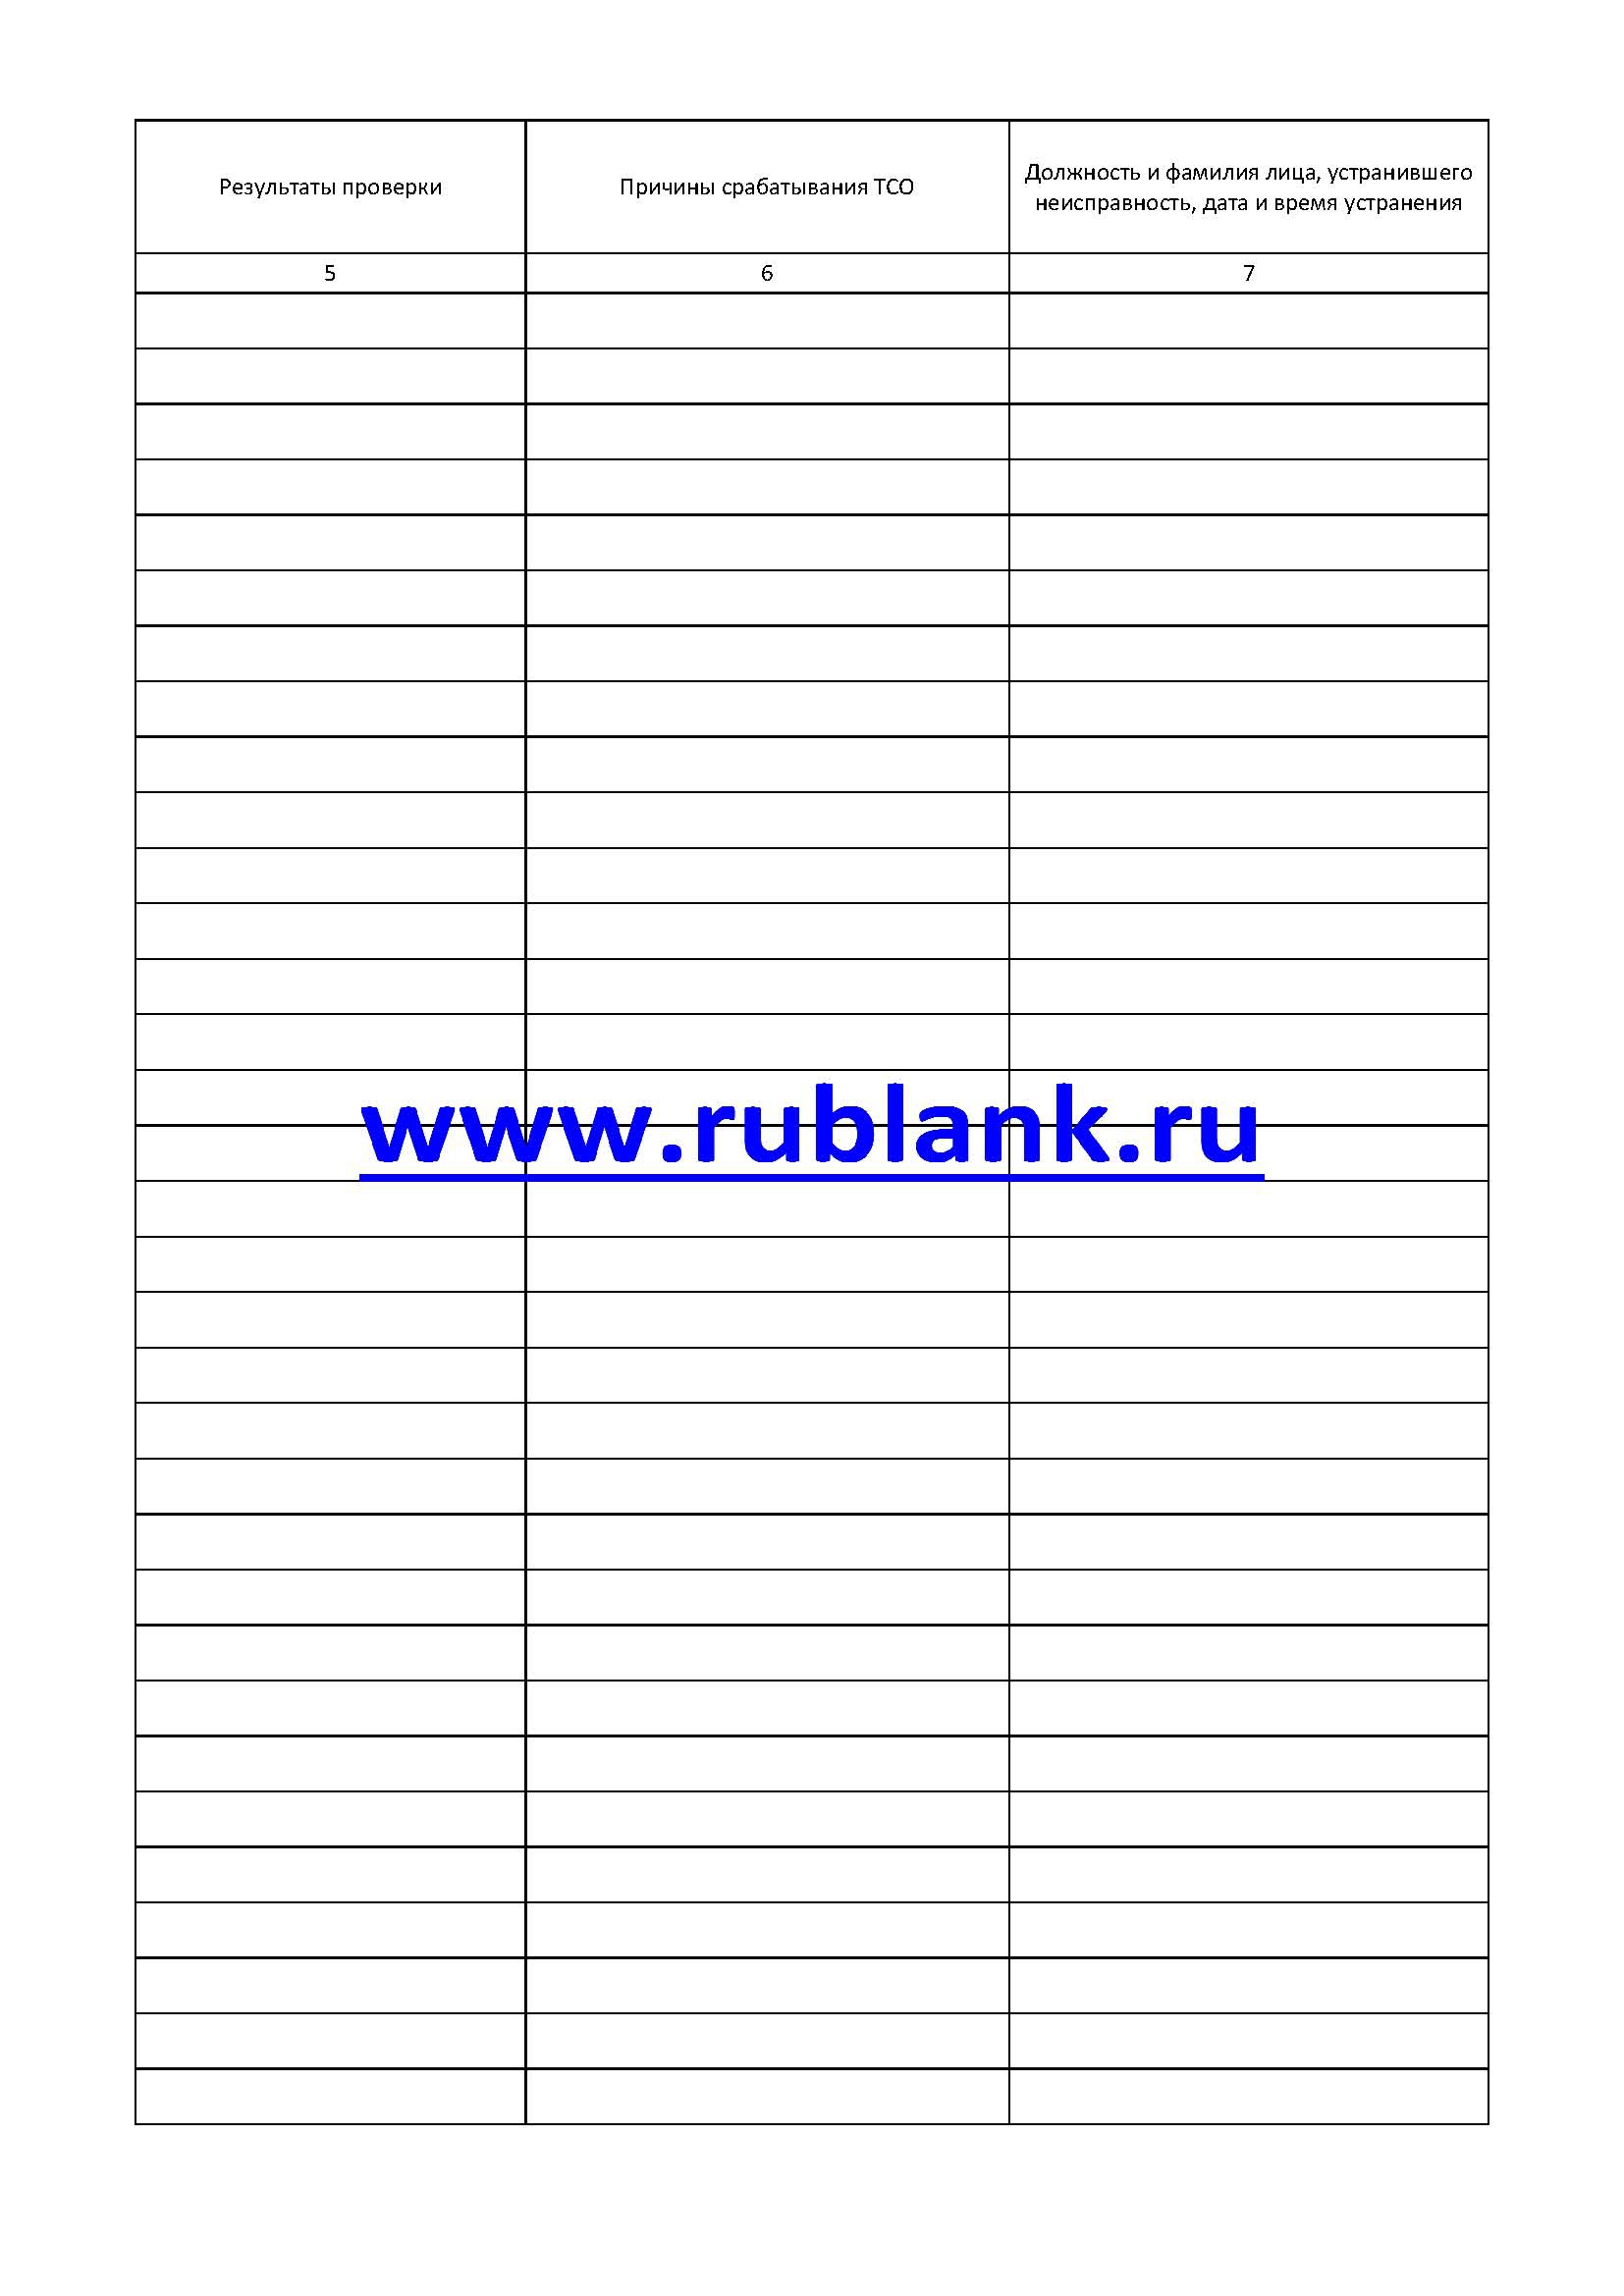 Результаты проверки
Причины срабатывания ТСО
Должность и фамилия лица, устранившего
неисправность, дата и время устранения
5
6
7
www.rublank.ru